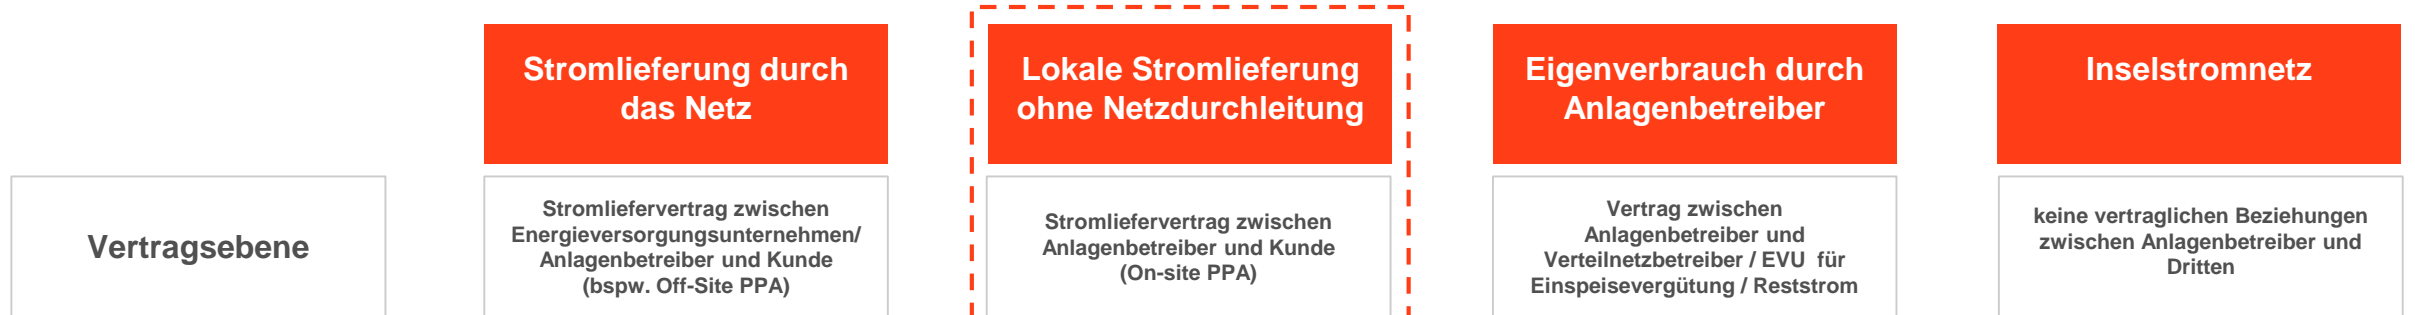 Stromlieferung durch
das Netz
Lokale Stromlieferung
ohne Netzdurchleitung
Eigenverbrauch durch
Anlagenbetreiber
Inselstromnetz
Vertragsebene
Stromliefervertrag zwischen
Energieversorgungsunternehmen/
Anlagenbetreiber und Kunde
(bspw. Off-Site PPA)
Stromliefervertrag zwischen
Anlagenbetreiber und Kunde
(On-site PPA)
Vertrag zwischen
Anlagenbetreiber und
Verteilnetzbetreiber / EVU für
Einspeisevergütung / Reststrom
keine vertraglichen Beziehungen
zwischen Anlagenbetreiber und
Dritten